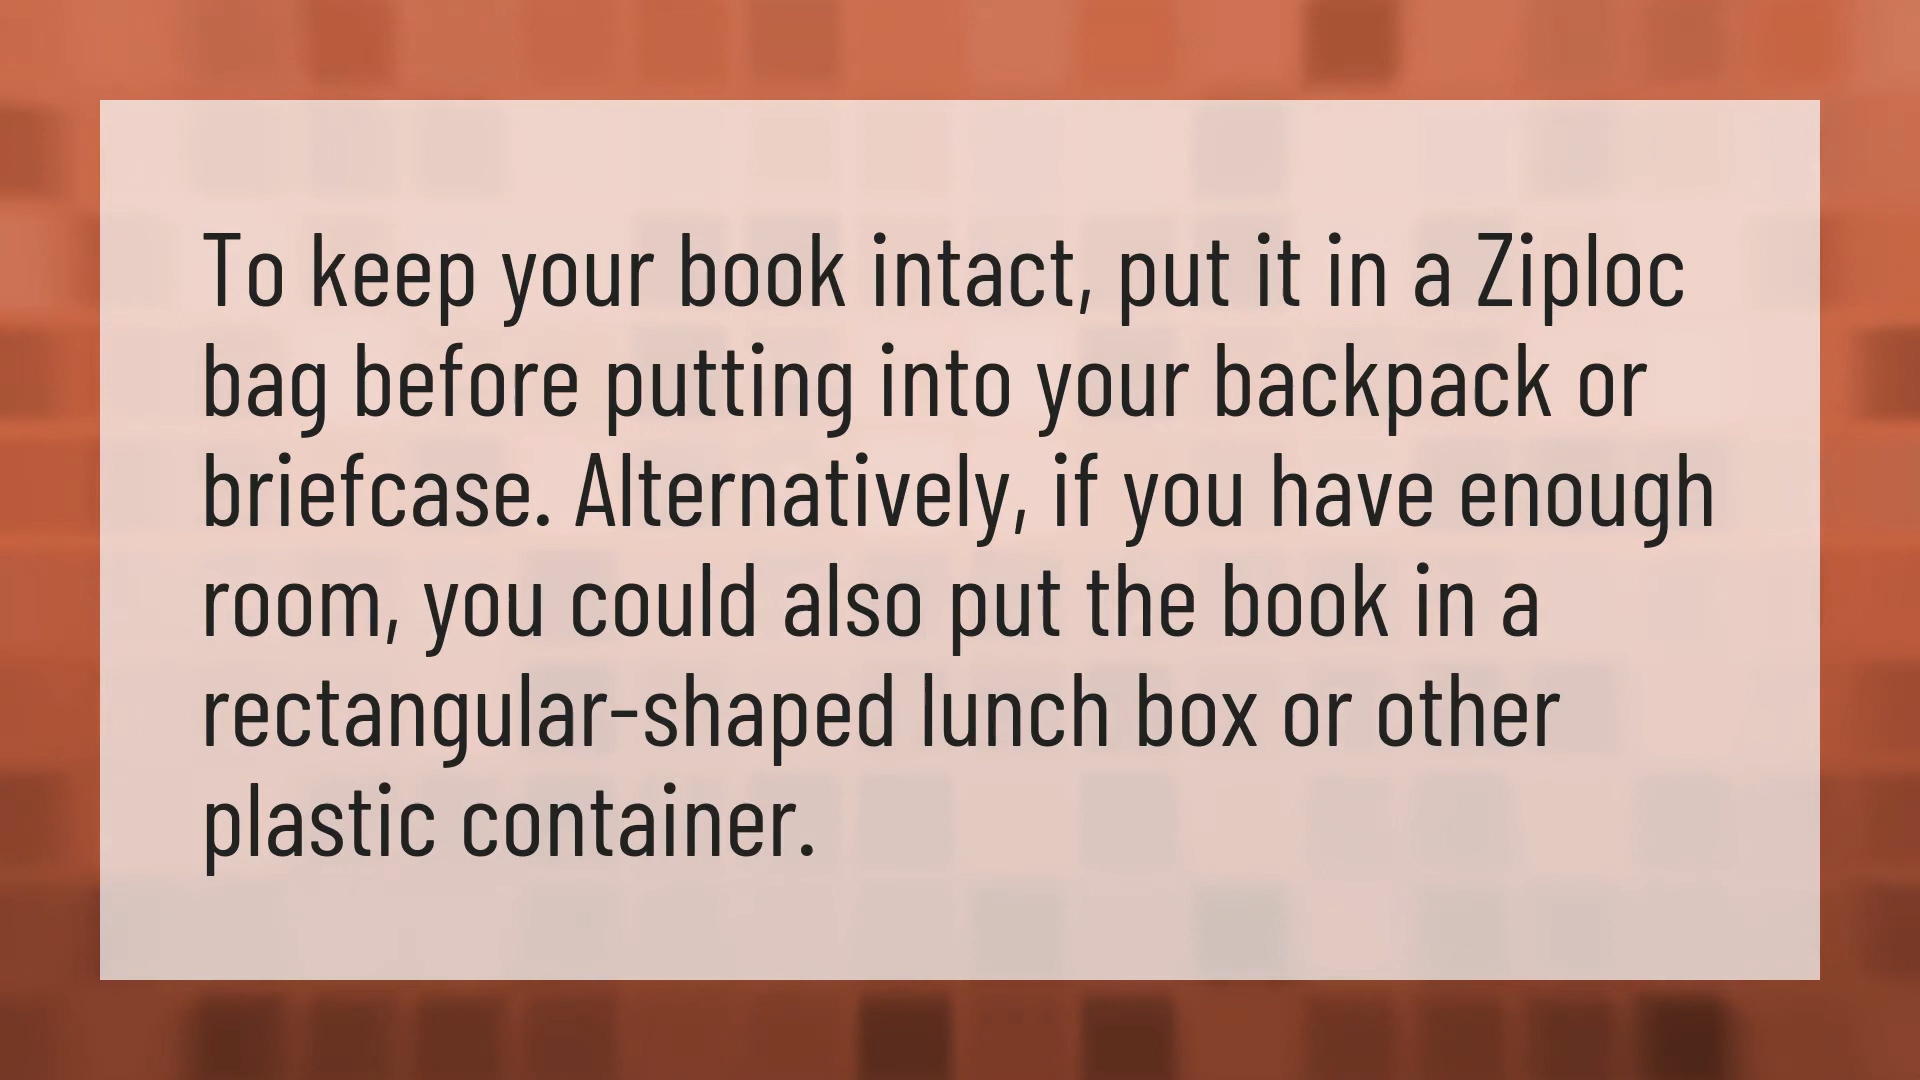 To keep your book intact, put it in a Ziploc
bag before putting into your backpack or
briefcase. Alternatively, if you have enough
room, you could also put the book in a
rectangular-shaped lunch box or other
plastic container.